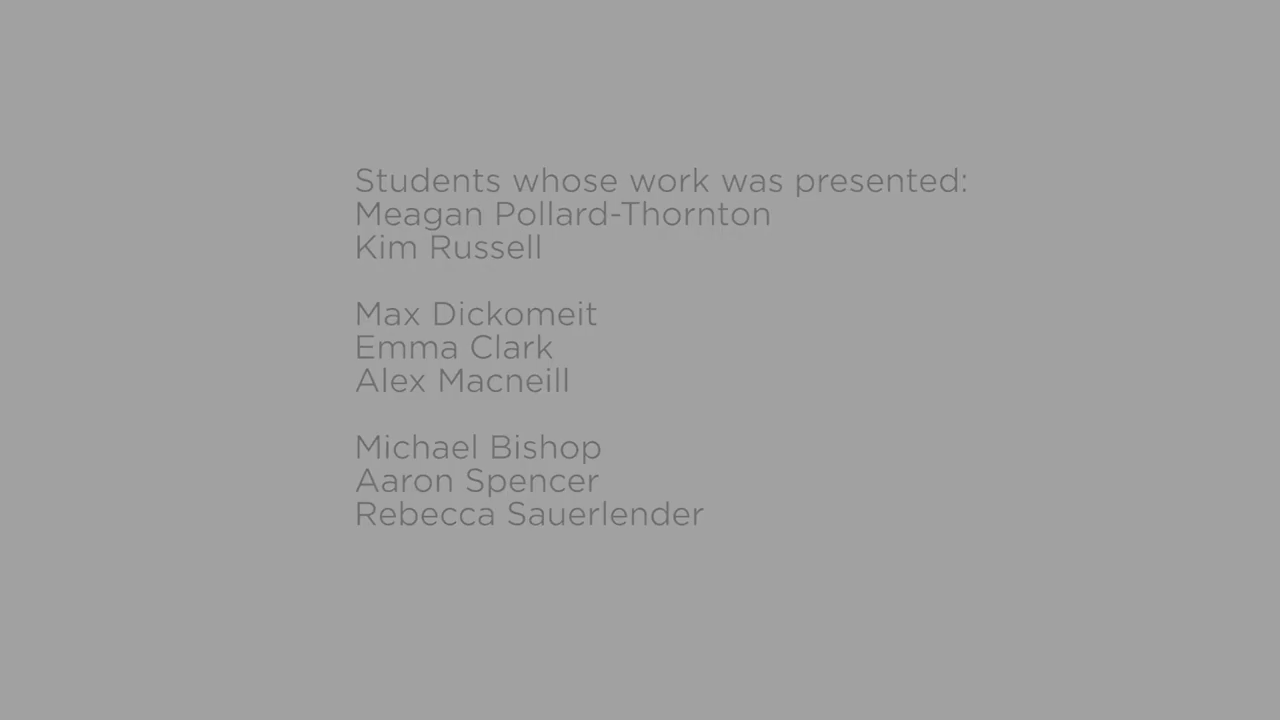 Students whose work was presented:
Meagan Pollard-Thornton
Kim Russell
Max Dickomeit
Emma Clark
Alex Macneill
Michael Bishop
Aaron Spencer
Rebecca Sauerlender